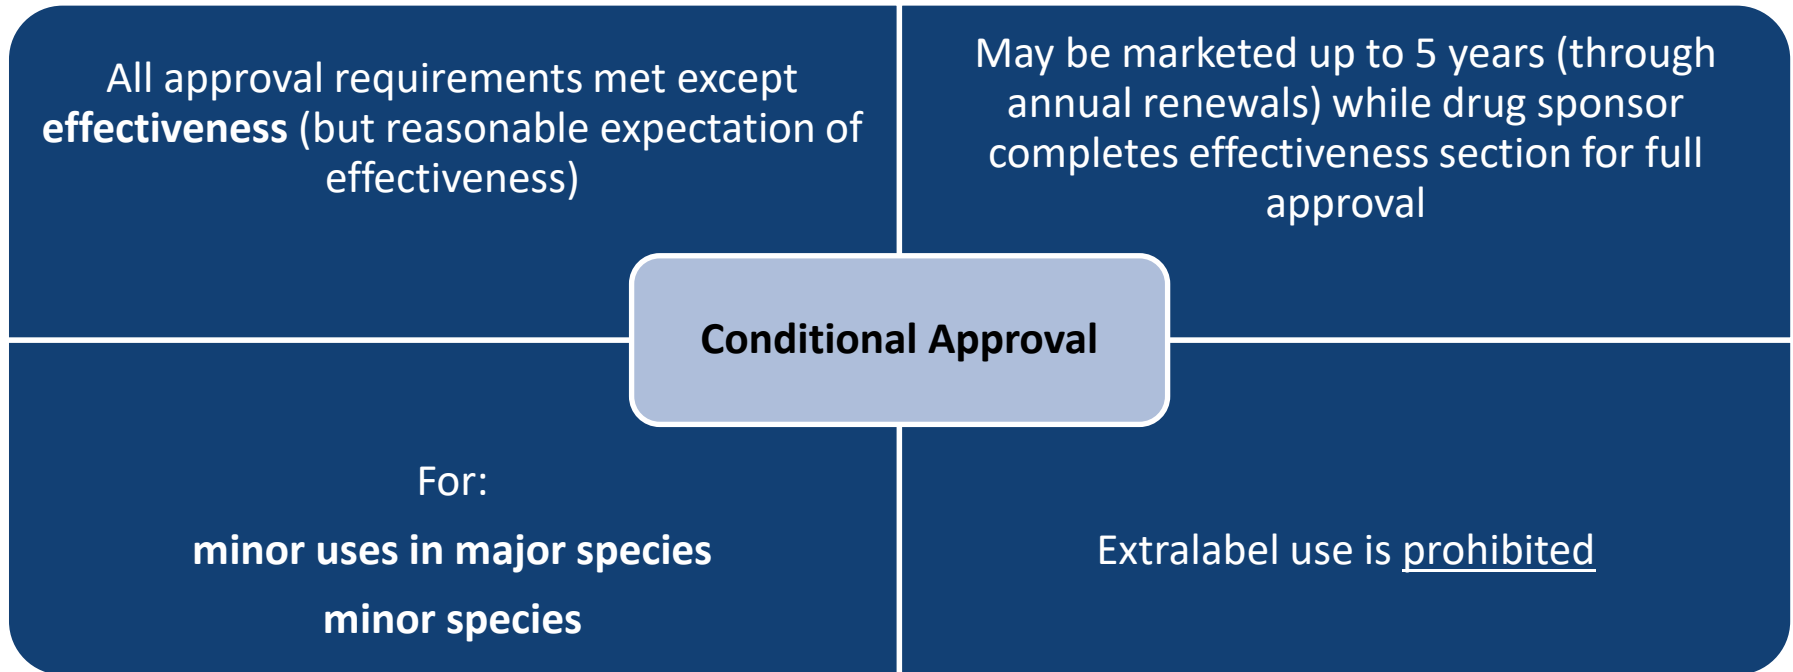 All approval requirements met except
effectiveness (but reasonable expectation of
effectiveness)
May be marketed up to 5 years (through
annual renewals) while drug sponsor
completes effectiveness section for full
approval
Conditional Approval
For:
minor uses in major species
minor species
Extralabel use is prohibited